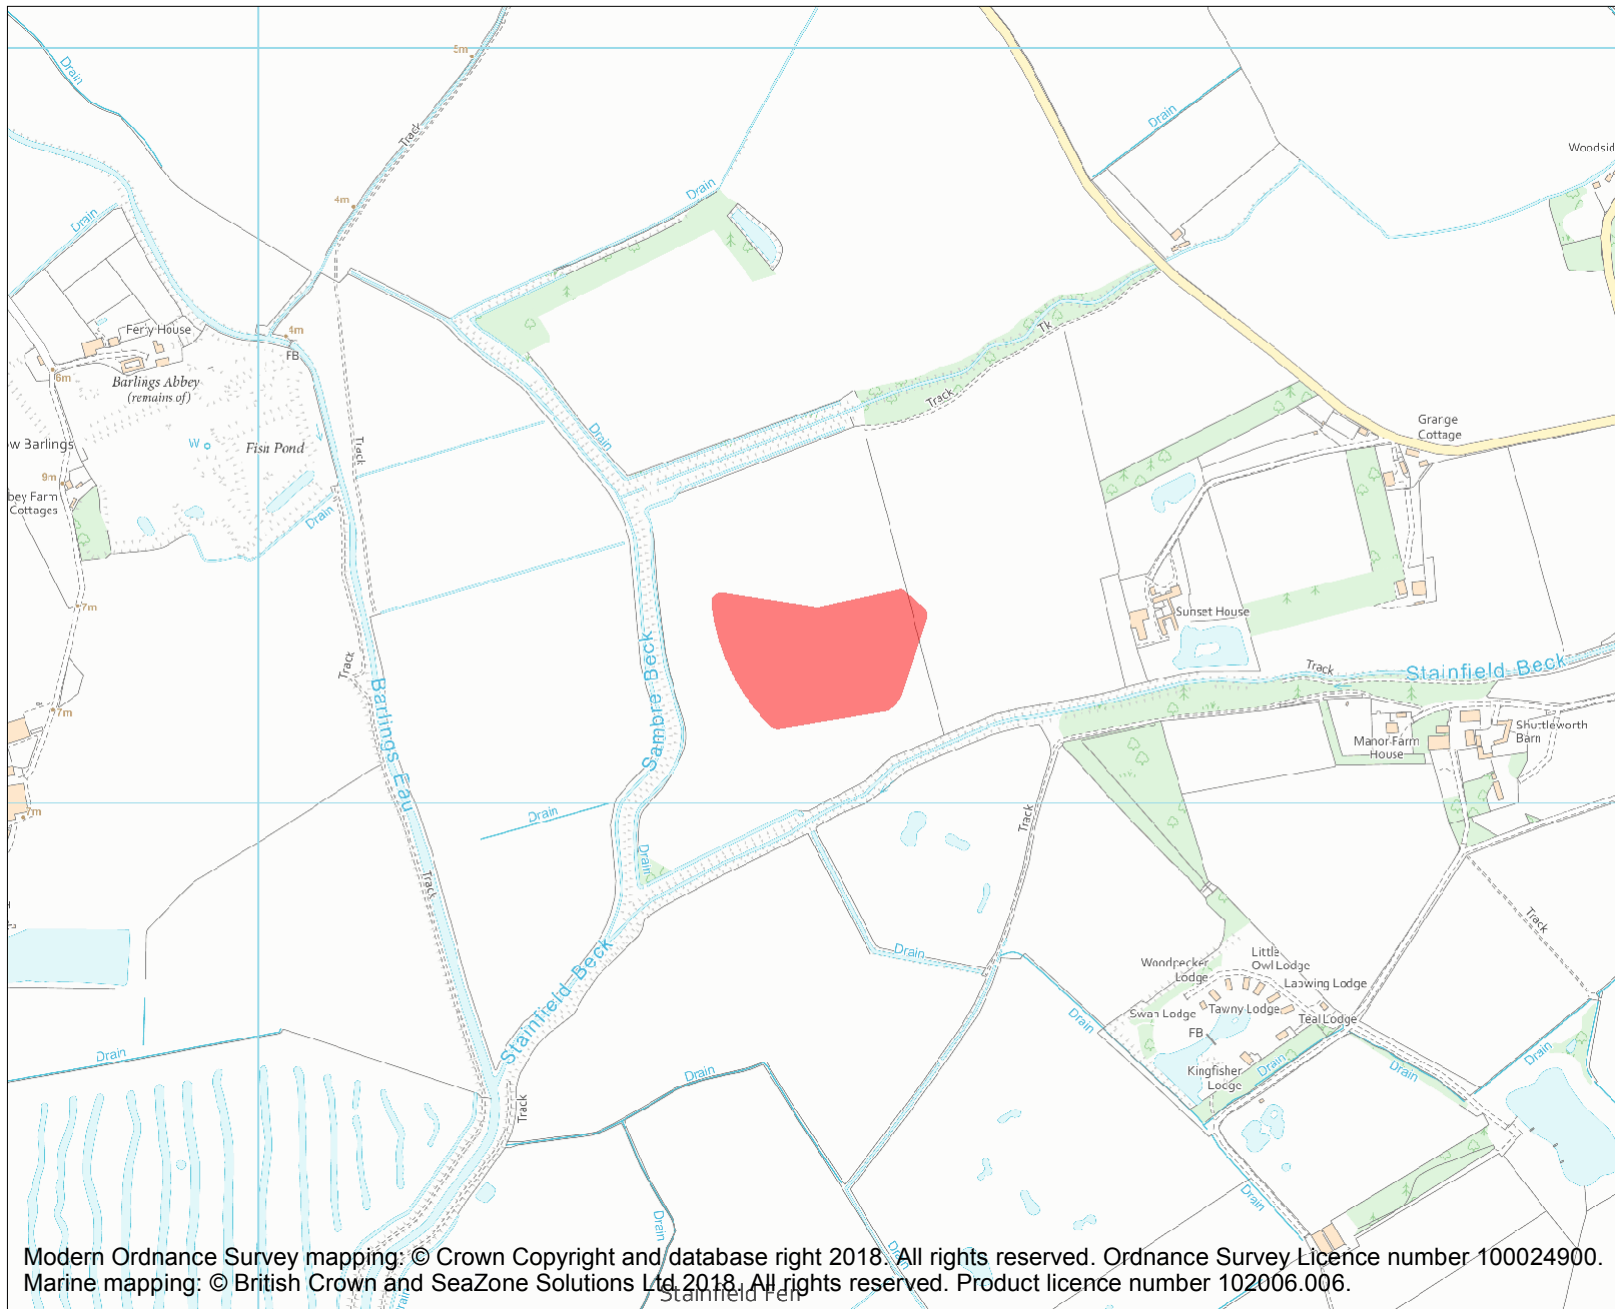 Drain
5m
Track
Drain
Woodsid
4m
Drain
Drain
Ferry House
4m
FB
Tk
6m
Barlings Abbey
(remains of)
Track
Grange
Cottage
Drain
W
Fish Pond
Track
ow Barlings
9m
bey Farm
Cottages
Drain
7m
Sunset House
Track
Sambre Beck
Track
Stainfield Beck
Barlings Eau
7m
Manor Farm
House
Shuttleworth
Barn
7m
Drain
Track
Drain
Track
Track
Drain
Stainfield Beck
Woodpecker
Lodge
Little
Owl Lodge
Lapwing Lodge
Swan Lodge
Tawny Lodge
Teal Lodge
Drain
FB
Drain
Drain
Drain
Drain
Drain
Kingfisher
Lodge
Track
Drain
Drain
Drain
Drain
Modern Ordnance Survey mapping: © Crown Copyright and database right 2018. All rights reserved. Ordnance Survey Licence number 100024900.
Marine mapping: © British Crown and SeaZone Solutions Ltd 2018. All rights reserved. Product licence number 102006.006.
Stainfield Fen